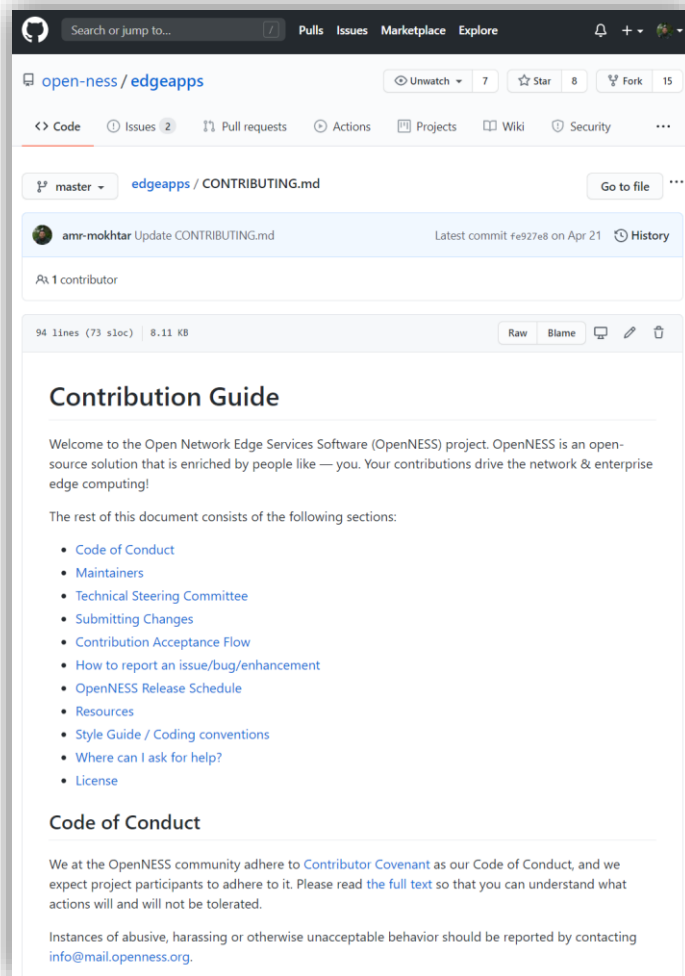 Search or jump to... / Pulls Issues Marketplace Explore
open-ness / edgeapps Unwatch 7 Star 8 Fork 15
Code Issues 2 Pull requests Actions Projects Wiki Security ...
master edgeapps / CONTRIBUTING.md Go to file ...
amr-mokhtar Update CONTRIBUTING.md Latest commit fe927e8 on Apr 21 History
1 contributor
94 lines (73 sloc) 8.11 KB Raw Blame
Contribution Guide
Welcome to the Open Network Edge Services Software (OpenNESS) project. OpenNESS is an open-
source solution that is enriched by people like — you. Your contributions drive the network & enterprise
edge computing!
The rest of this document consists of the following sections:
• Code of Conduct
• Maintainers
• Technical Steering Committee
• Submitting Changes
• Contribution Acceptance Flow
• How to report an issue/bug/enhancement
• OpenNESS Release Schedule
• Resources
• Style Guide / Coding conventions
• Where can I ask for help?
• License
Code of Conduct
We at the OpenNESS community adhere to Contributor Covenant as our Code of Conduct, and we
expect project participants to adhere to it. Please read the full text so that you can understand what
actions will and will not be tolerated.
Instances of abusive, harassing or otherwise unacceptable behavior should be reported by contacting
info@mail.openness.org.